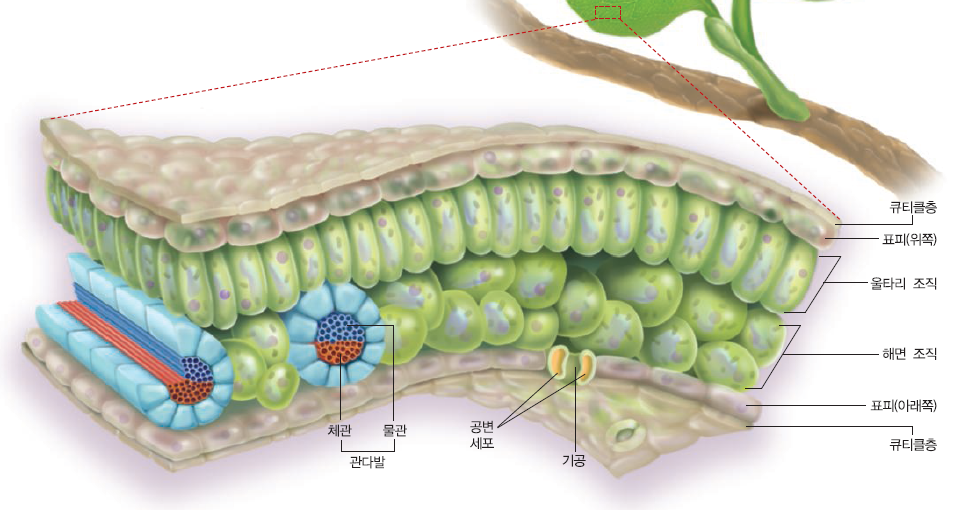 큐티클층
표피(위쪽)
울타리 조직
해면 조직
표피(아래쪽)
큐티클층
체관
물관
관다발
공변
세포
기공